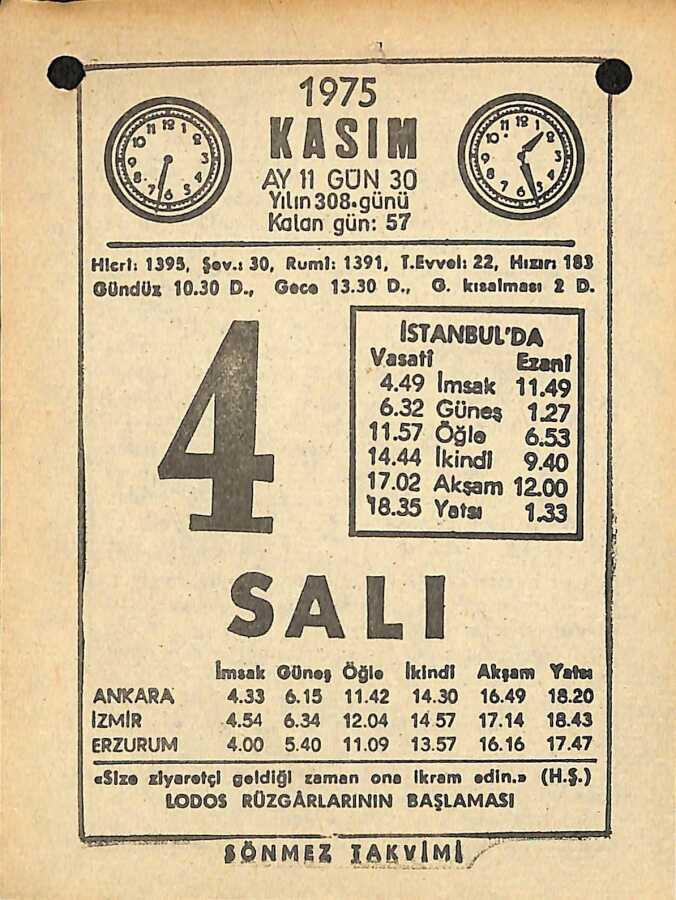 1975
KASIM
AY 11 GÜN 30
Yılın 308.günü
Kalan gün: 57
Hicri: 1395, Şev.: 30, Rumi: 1391, T.Evvel: 22, Hızır: 183
Gündüz 10.30 D., Gece 13.30 D., G. kısalması 2 D.
4
İSTANBUL'DA
Vasatî Ezanî
4.49 İmsak 11.49
6.32 Güneş 1.27
11.57 Öğle 6.53
14.44 İkindi 9.40
17.02 Akşam 12.00
18.35 Yatsı 1.33
SALI
İmsak Güneş Öğle İkindi Akşam Yatsı
ANKARA 4.33 6.15 11.42 14.30 16.49 18.20
İZMİR 4.54 6.34 12.04 14 57 17.14 18.43
ERZURUM 4.00 5.40 11.09 13.57 16.16 17.47
«Size ziyaretçi geldiği zaman ona ikram edin.» (H.Ş.)
LODOS RÜZGÂRLARININ BAŞLAMASI
SÖNMEZ TAKVİMİ